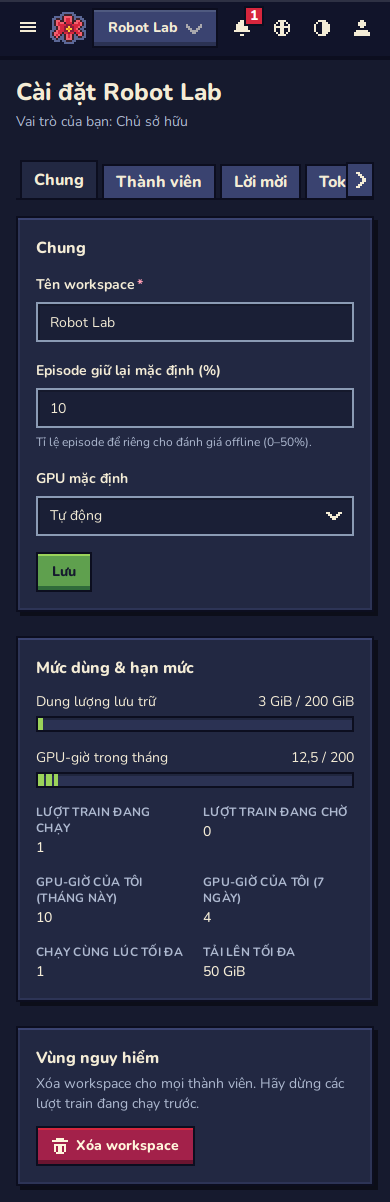 Robot Lab
1
Cài đặt Robot Lab
Vai trò của bạn: Chủ sở hữu
Chung
Thành viên
Lời mời
Tok
Chung
Tên workspace *
Robot Lab
Episode giữ lại mặc định (%)
10
Tỉ lệ episode để riêng cho đánh giá offline (0–50%).
GPU mặc định
Tự động
Lưu
Mức dùng & hạn mức
Dung lượng lưu trữ 3 GiB / 200 GiB
GPU-giờ trong tháng 12,5 / 200
LƯỢT TRAIN ĐANG CHẠY
1
LƯỢT TRAIN ĐANG CHỜ
0
GPU-GIỜ CỦA TÔI (THÁNG NÀY)
10
GPU-GIỜ CỦA TÔI (7 NGÀY)
4
CHẠY CÙNG LÚC TỐI ĐA
1
TẢI LÊN TỐI ĐA
50 GiB
Vùng nguy hiểm
Xóa workspace cho mọi thành viên. Hãy dừng các
lượt train đang chạy trước.
Xóa workspace